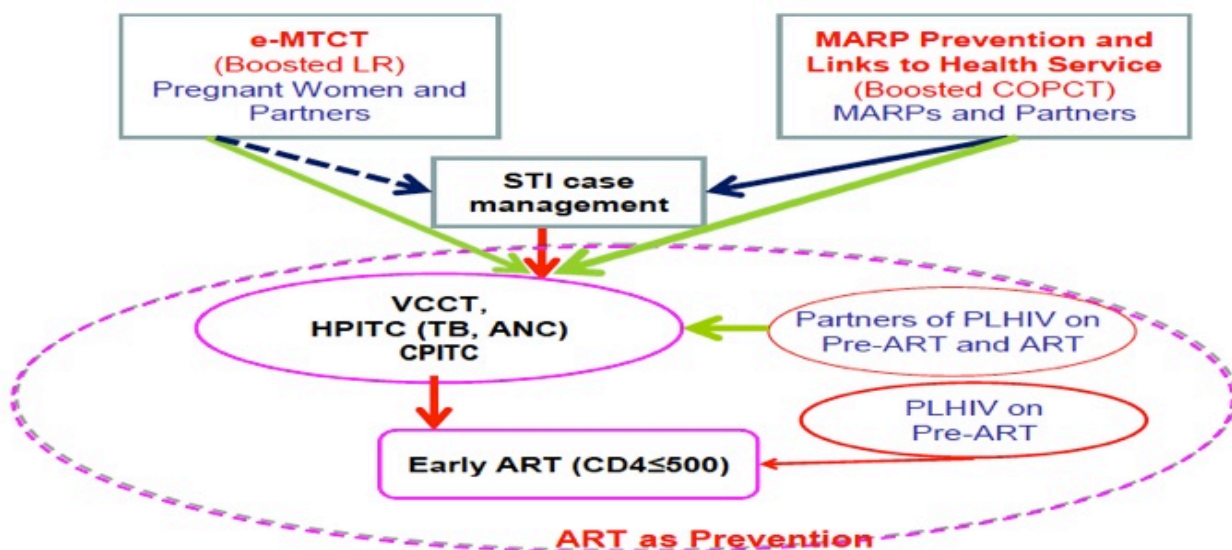 e-MTCT
(Boosted LR)
Pregnant Women and
Partners
MARP Prevention and
Links to Health Service
(Boosted COPCT)
MARPs and Partners
STI case
management
VCCT,
HPITC (TB, ANC)
CPITC
Partners of PLHIV on
Pre-ART and ART
PLHIV on
Pre-ART
Early ART (CD4≤500)
ART as Prevention